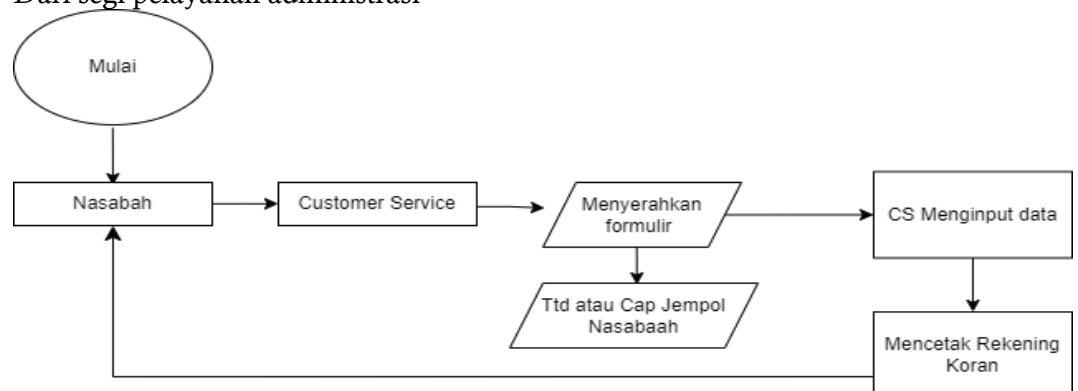 Dari segi pelayanan administrasi
Mulai
Nasabah
Customer Service
Menyerahkan
formulir
CS Menginput data
Ttd atau Cap Jempol
Nasabaah
Mencetak Rekening
Koran